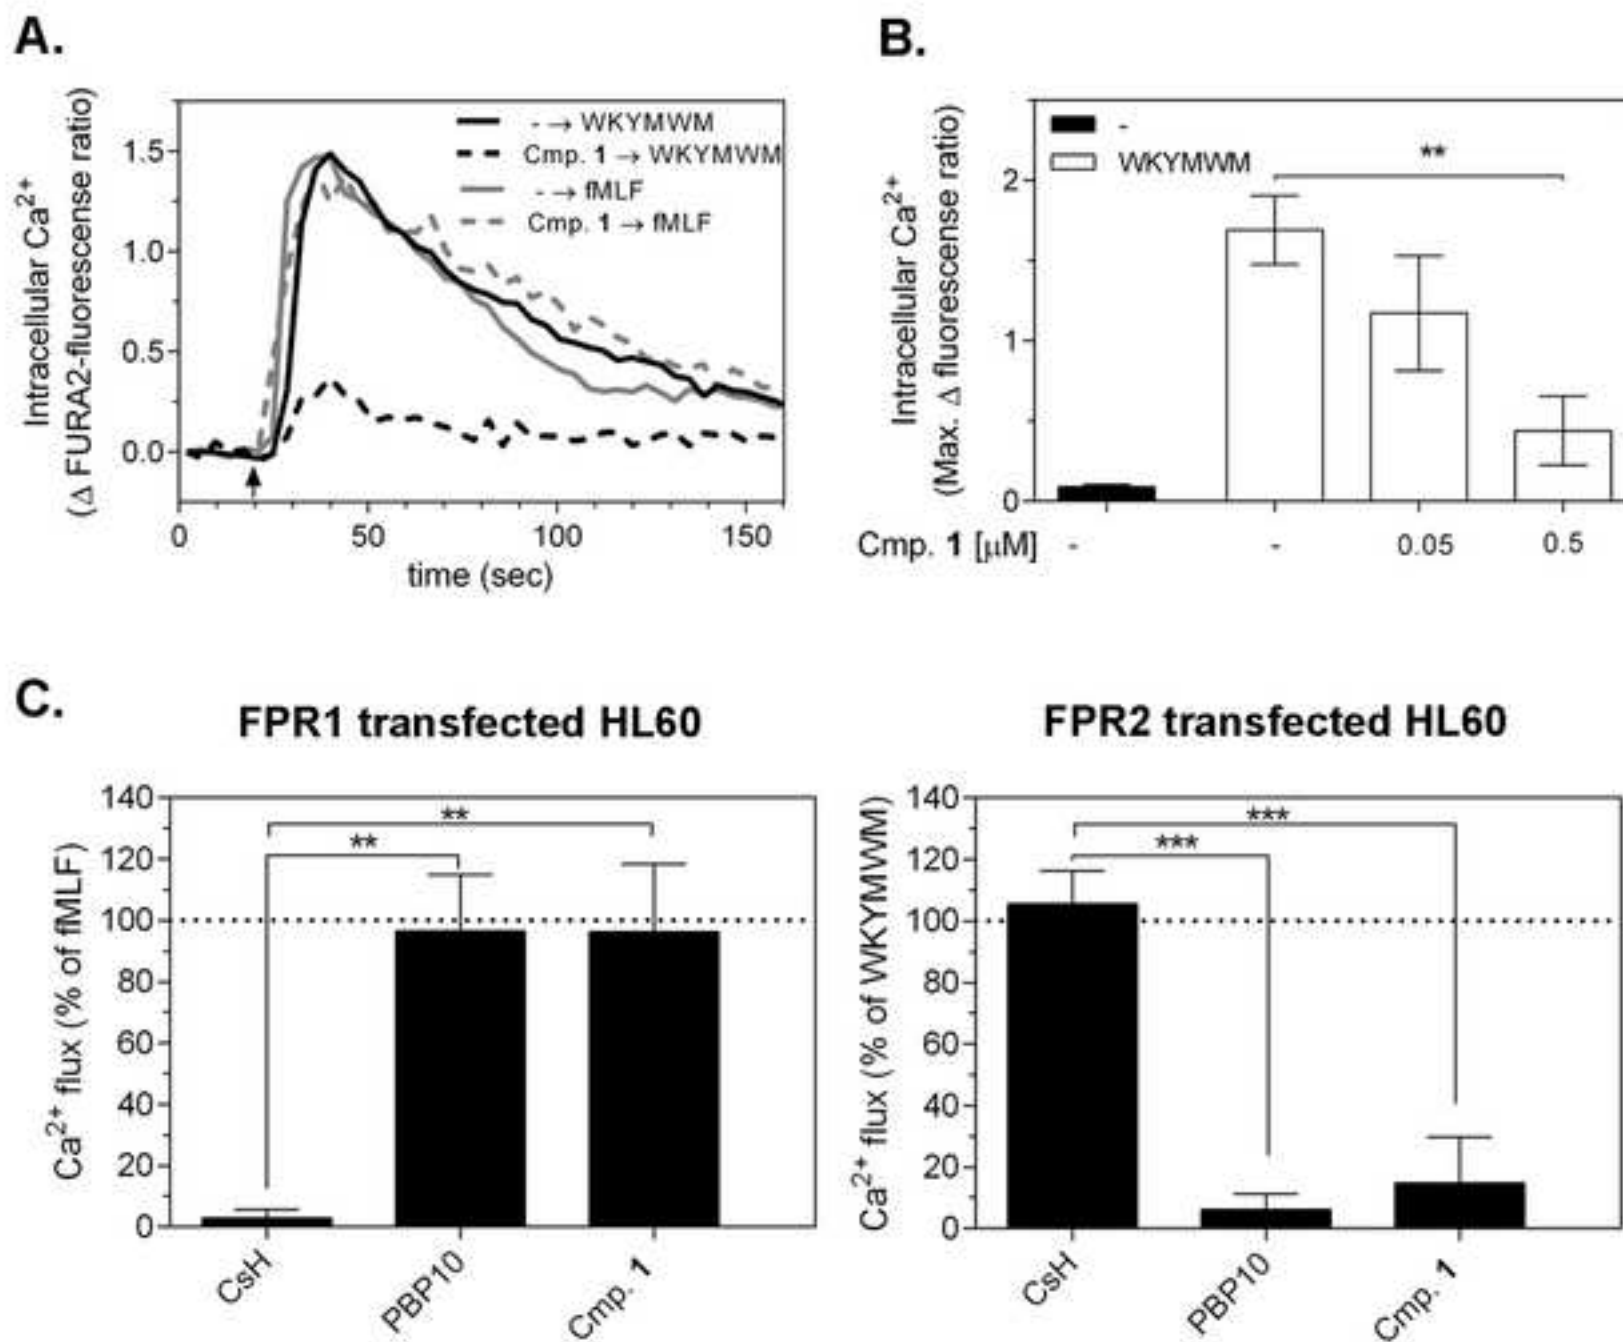 A.
Intracellular Ca²⁺
(Δ FURA2-fluorescense ratio)
1.5
1.0
0.5
0.0
- → WKYMWM
Cmp. 1 → WKYMWM
- → fMLF
Cmp. 1 → fMLF
0 50 100 150
time (sec)
B.
Intracellular Ca²⁺
(Max. Δ fluorescense ratio)
2
1
0
-
WKYMWM
**
Cmp. 1 [μM] - - 0.05 0.5
C.
FPR1 transfected HL60
Ca²⁺ flux (% of fMLF)
140
120
100
80
60
40
20
0
**
**
CsH PBP10 Cmp. 1
FPR2 transfected HL60
Ca²⁺ flux (% of WKYMWM)
140
120
100
80
60
40
20
0
***
***
CsH PBP10 Cmp. 1